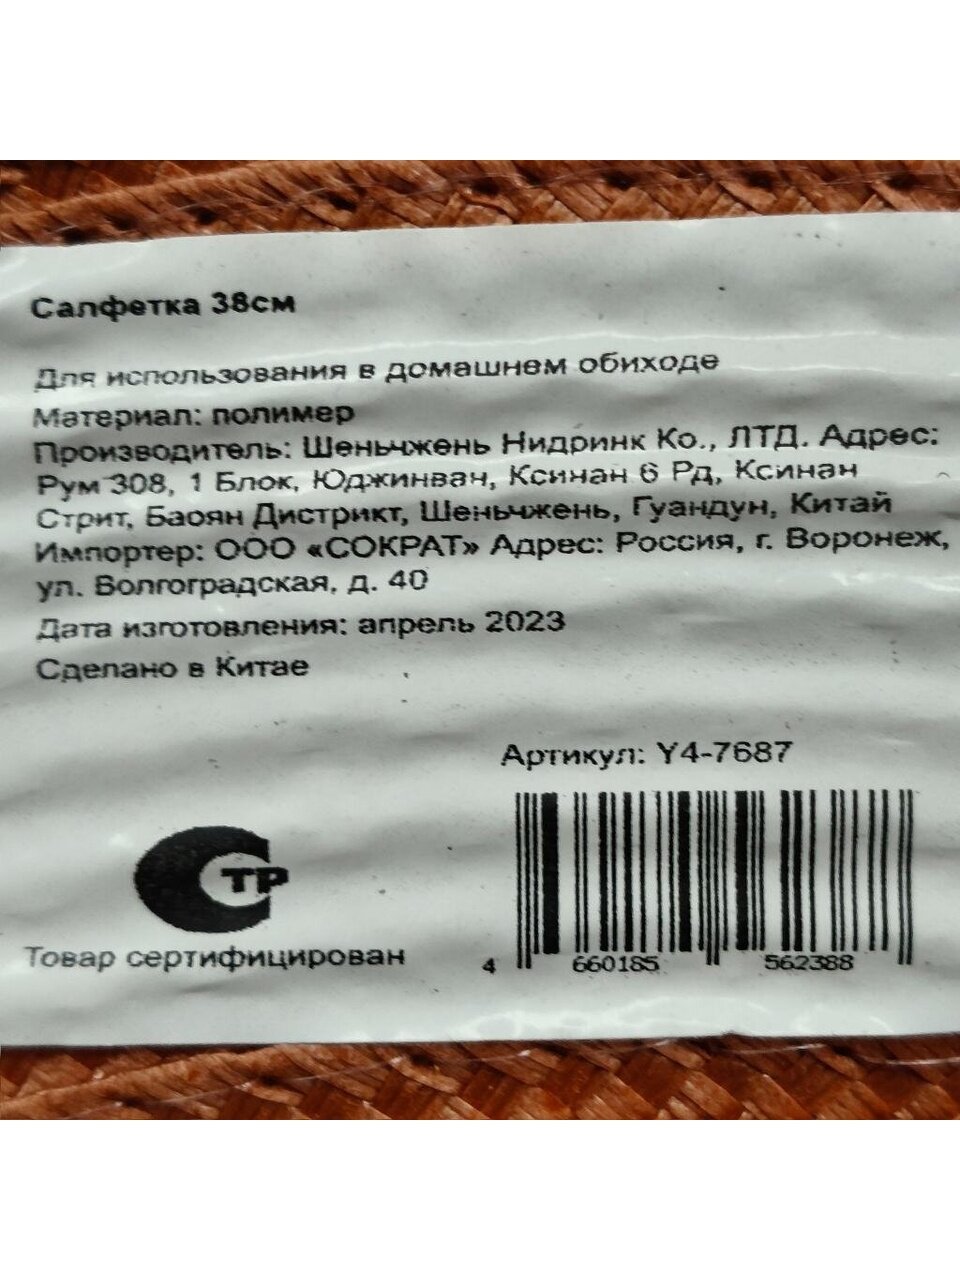 Салфетка 38см
Для использования в домашнем обиходе
Материал: полимер
Производитель: Шеньчжень Нидринк Ко., ЛТД. Адрес:
Рум 308, 1 Блок, Юджинван, Ксинан 6 Рд, Ксинан
Стрит, Баоян Дистрикт, Шеньчжень, Гуандун, Китай
Импортер: ООО «СОКРАТ» Адрес: Россия, г. Воронеж,
ул. Волгоградская, д. 40
Дата изготовления: апрель 2023
Сделано в Китае
Артикул: Y4-7687
СТР
Товар сертифицирован
4 660185 562388